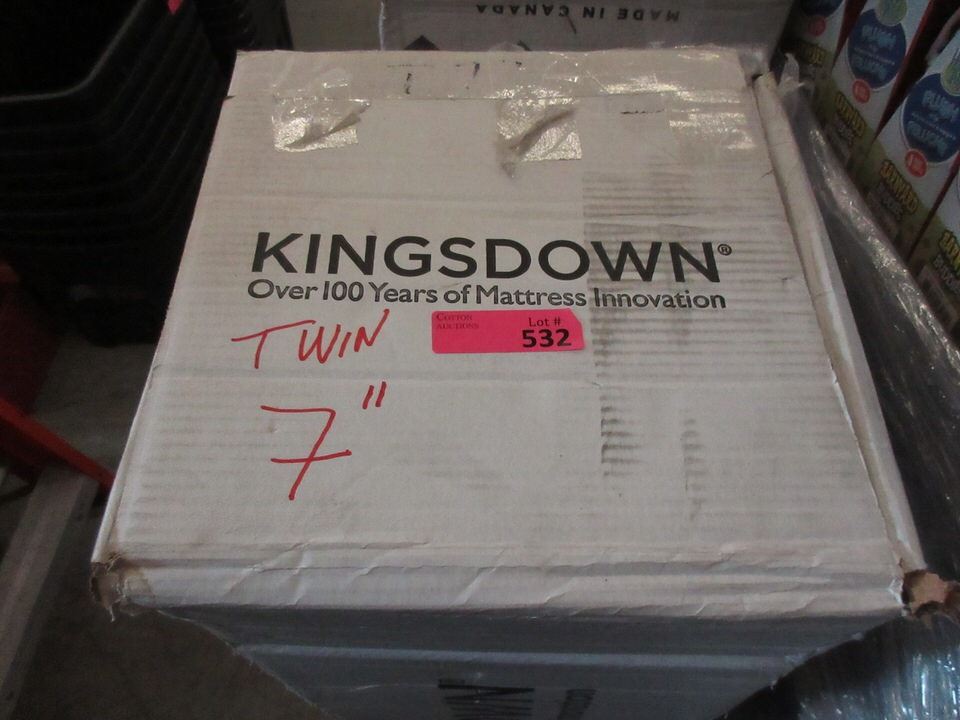 MADE IN CANADA
KINGSDOWN®
Over 100 Years of Mattress Innovation
TWIN
7"
COTTON
AUCTIONS
Lot #
532